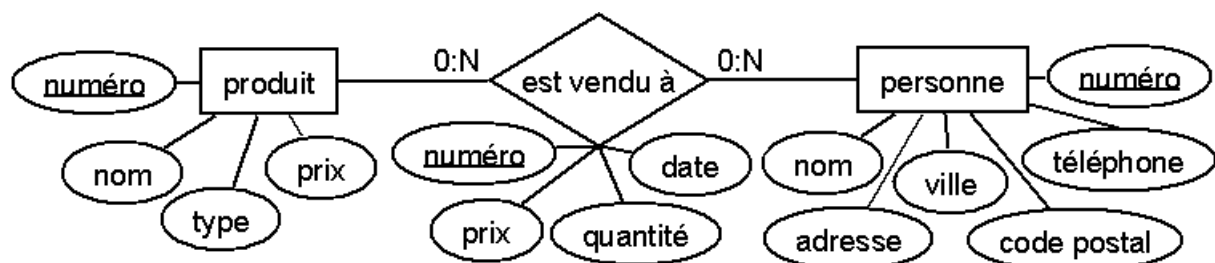 0:N
0:N
numéro
produit
est vendu à
personne
numéro
nom
prix
numéro
date
nom
ville
téléphone
type
prix
quantité
adresse
code postal